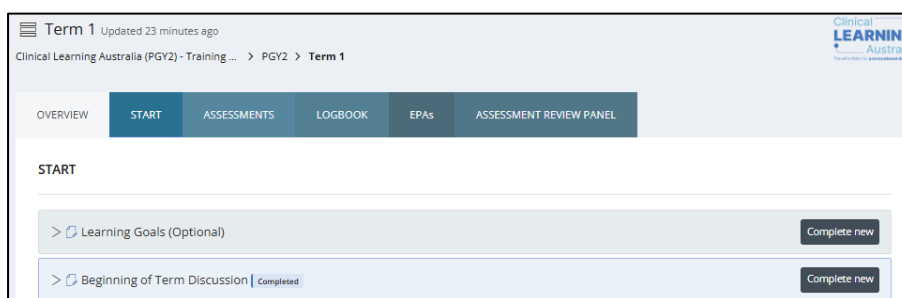 Term 1 Updated 23 minutes ago
Clinical Learning Australia (PGY2) - Training ... > PGY2 > Term 1
Clinical
LEARNIN
Austra
OVERVIEW START ASSESSMENTS LOGBOOK EPAs ASSESSMENT REVIEW PANEL
START
Learning Goals (Optional) Complete new
Beginning of Term Discussion Completed Complete new